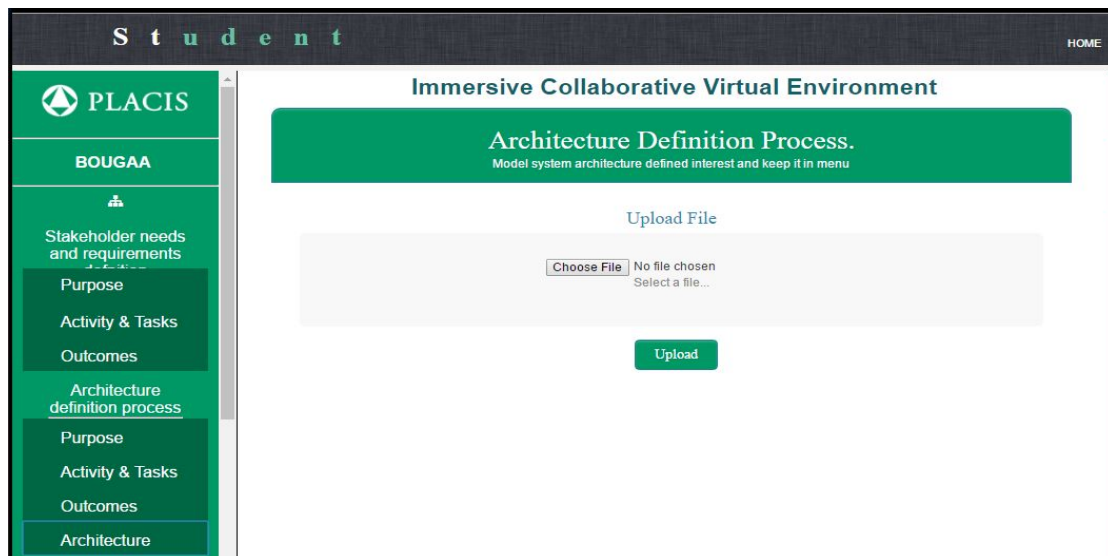 Student
HOME
PLACIS
BOUGAA
Stakeholder needs
and requirements
Purpose
Activity & Tasks
Outcomes
Architecture
definition process
Purpose
Activity & Tasks
Outcomes
Architecture
Immersive Collaborative Virtual Environment
Architecture Definition Process.
Model system architecture defined interest and keep it in menu
Upload File
Choose File No file chosen
Select a file...
Upload